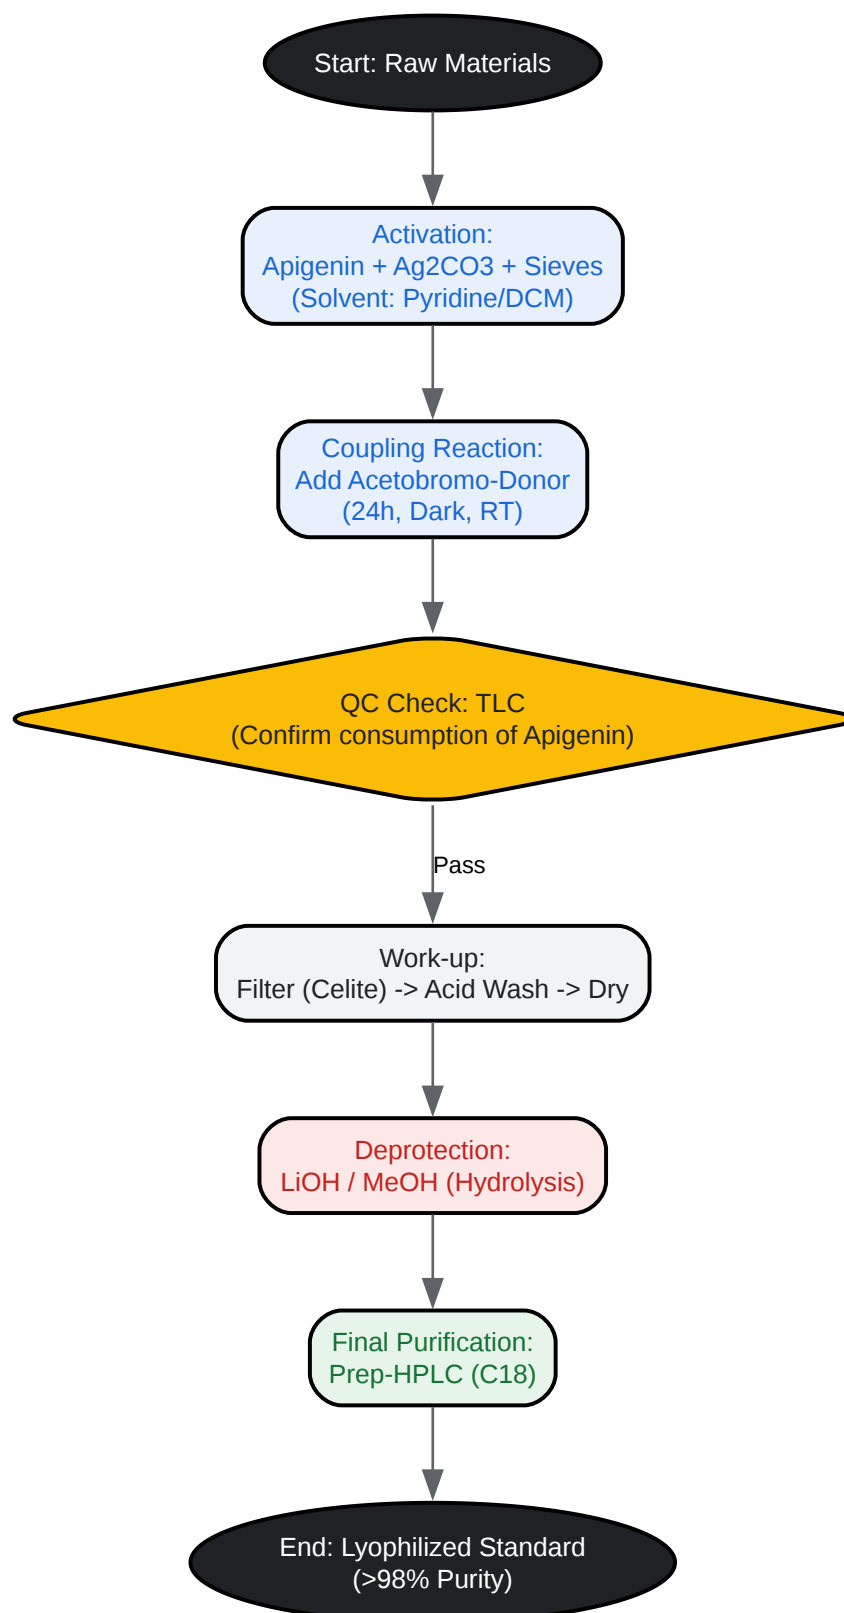 Start: Raw Materials
Activation:
Apigenin + Ag2CO3 + Sieves
(Solvent: Pyridine/DCM)
Coupling Reaction:
Add Acetobromo-Donor
(24h, Dark, RT)
QC Check: TLC
(Confirm consumption of Apigenin)
Pass
Work-up:
Filter (Celite) -> Acid Wash -> Dry
Deprotection:
LiOH / MeOH (Hydrolysis)
Final Purification:
Prep-HPLC (C18)
End: Lyophilized Standard
(>98% Purity)